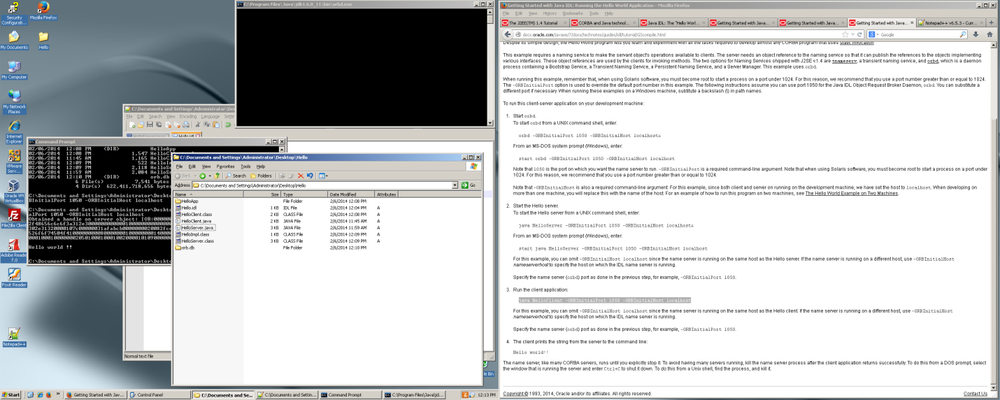 Security Configurati...
Mozilla Firefox
My Documents
Hello
My Computer
My Network Places
Internet Explorer
VMware Serv...
Oracle VM VirtualBox
FileZilla Client
Adobe Reader 7.0
Foxit Reader
Notepad++
C:\Program Files\Java\jdk1.6.0_11\bin\orbd.exe
C:\Documents and Settings\Administrator\De
File Edit Search View Encoding Language Settin
Normal text file
Command Prompt
02/06/2014 12:08 PM <DIR> HelloApp
02/06/2014 12:08 PM 1,547 HelloCl
02/06/2014 11:45 AM 1,165 HelloC
02/06/2014 12:09 PM 522 HelloI
02/06/2014 12:09 PM 2,118 HelloSe
02/06/2014 11:59 AM 2,084 HelloSe
02/06/2014 12:10 PM <DIR> orb.db
6 File(s) 7,541 bytes
4 Dir(s) 622,411,718,656 bytes
C:\Documents and Settings\Administrator\Deskto
BInitialPort 1050 -ORBInitialHost localhost
C:\Documents and Settings\Administrator\Deskto
alPort 1050 -ORBInitialHost localhost
Obtained a handle on server object: IOR:000000
Hello world !!
C:\Documents and Settings\Administrator\Deskto
C:\Documents and Settings\Administrator\Desktop\Hello
File Edit View Favorites Tools Help
Back Search Folders
Address C:\Documents and Settings\Administrator\Desktop\Hello Go
Name Size Type Date Modified Attributes
HelloApp File Folder 2/6/2014 12:08 PM
Hello.idl 1 KB IDL File 2/6/2014 12:04 PM A
HelloClient.class 2 KB CLASS File 2/6/2014 12:08 PM A
HelloClient.java 2 KB JAVA File 2/6/2014 11:45 AM A
HelloServer.java 3 KB JAVA File 2/6/2014 11:59 AM A
HelloImpl.class 1 KB CLASS File 2/6/2014 12:09 PM A
HelloServer.class 3 KB CLASS File 2/6/2014 12:09 PM A
orb.db File Folder 2/6/2014 12:10 PM
Start
Getting Started with Jav...
Control Panel
C:\Documents and Se...
C:\Documents and Settin...
Command Prompt
C:\Program Files\Java\jd...
12:13 PM
Getting Started with Java IDL: Running the Hello World Application - Mozilla Firefox
File Edit View History Bookmarks Tools Help
The J2EE(TM) 1.4 Tutorial
CORBA and Java technol...
Java IDL: The "Hello Worl...
Getting Started with Java...
Getting Started with Java...
Getting Started with Java...
Notepad++ v6.5.3 - Curr...
docs.oracle.com/javase/7/docs/technotes/guides/idl/tutorial/GScompile.html
Google
Despite its simple design, the Hello World program lets you learn and experiment with all the tasks required to develop almost any CORBA program that uses static invocation.
This example requires a naming service to make the servant object's operations available to clients. The server needs an object reference to the naming service so that it can publish the references to the objects implementing
various interfaces. These object references are used by the clients for invoking methods. The two options for Naming Services shipped with J2SE v.1.4 are tnameserv, a transient naming service, and orbd, which is a daemon
process containing a Bootstrap Service, a Transient Naming Service, a Persistent Naming Service, and a Server Manager. This example uses orbd.
When running this example, remember that, when using Solaris software, you must become root to start a process on a port under 1024. For this reason, we recommend that you use a port number greater than or equal to 1024.
The -ORBInitialPort option is used to override the default port number in this example. The following instructions assume you can use port 1050 for the Java IDL Object Request Broker Daemon, orbd. You can substitute a
different port if necessary. When running these examples on a Windows machine, subtitute a backslash (\) in path names.
To run this client-server application on your development machine:
1. Start orbd.
To start orbd from a UNIX command shell, enter:
orbd -ORBInitialPort 1050 -ORBInitialHost localhost&
From an MS-DOS system prompt (Windows), enter:
start orbd -ORBInitialPort 1050 -ORBInitialHost localhost
Note that 1050 is the port on which you want the name server to run. -ORBInitialPort is a required command-line argument. Note that when using Solaris software, you must become root to start a process on a port under
1024. For this reason, we recommend that you use a port number greater than or equal to 1024.
Note that -ORBInitialHost is also a required command-line argument. For this example, since both client and server on running on the development machine, we have set the host to localhost. When developing on
more than one machine, you will replace this with the name of the host. For an example of how to run this program on two machines, see The Hello World Example on Two Machines.
2. Start the Hello server.
To start the Hello server from a UNIX command shell, enter:
java HelloServer -ORBInitialPort 1050 -ORBInitialHost localhost&
From an MS-DOS system prompt (Windows), enter:
start java HelloServer -ORBInitialPort 1050 -ORBInitialHost localhost
For this example, you can omit -ORBInitialHost localhost since the name server is running on the same host as the Hello server. If the name server is running on a different host, use -ORBInitialHost
nameserverhost to specify the host on which the IDL name server is running.
Specify the name server (orbd) port as done in the previous step, for example, -ORBInitialPort 1050.
3. Run the client application:
java HelloClient -ORBInitialPort 1050 -ORBInitialHost localhost
For this example, you can omit -ORBInitialHost localhost since the name server is running on the same host as the Hello client. If the name server is running on a different host, use -ORBInitialHost
nameserverhost to specify the host on which the IDL name server is running.
Specify the name server (orbd) port as done in the previous step, for example, -ORBInitialPort 1050.
4. The client prints the string from the server to the command line:
Hello world!!
The name server, like many CORBA servers, runs until you explicitly stop it. To avoid having many servers running, kill the name server process after the client application returns successfully. To do this from a DOS prompt, select
the window that is running the server and enter Ctrl+C to shut it down. To do this from a Unix shell, find the process, and kill it.
Copyright © 1993, 2014, Oracle and/or its affiliates. All rights reserved.
Contact Us